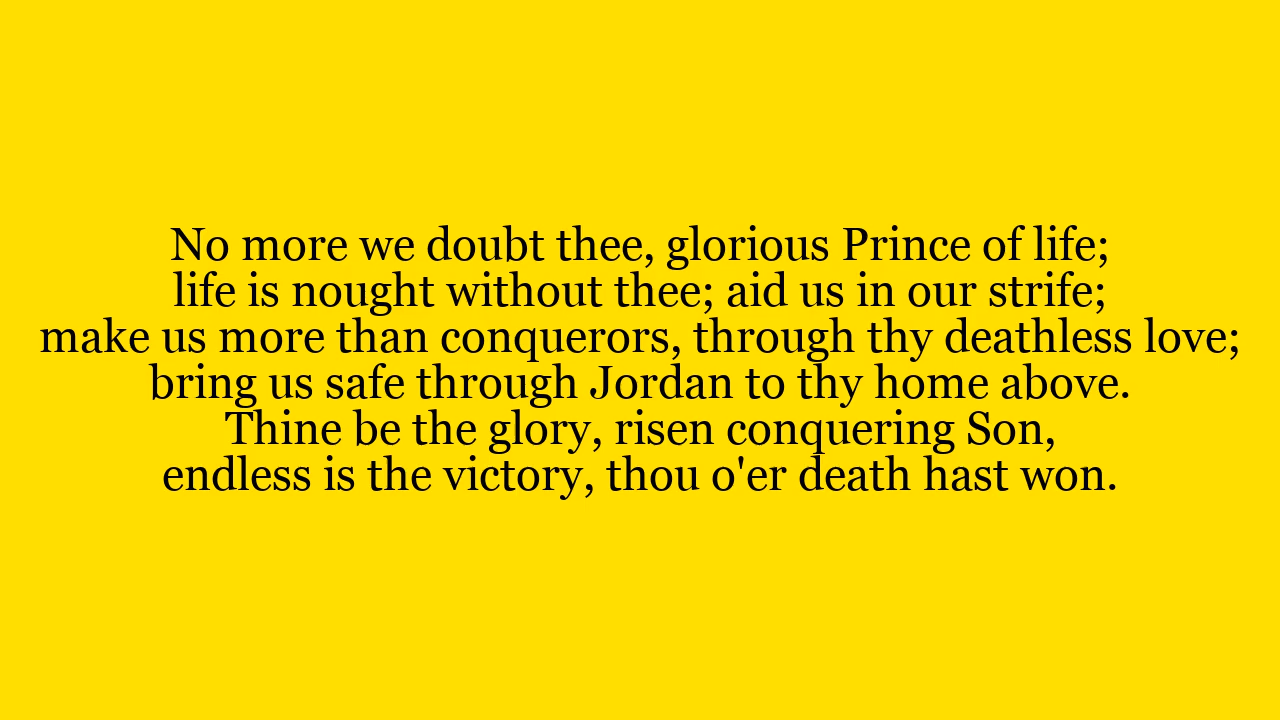 No more we doubt thee, glorious Prince of life;
life is nought without thee; aid us in our strife;
make us more than conquerors, through thy deathless love;
bring us safe through Jordan to thy home above.
Thine be the glory, risen conquering Son,
endless is the victory, thou o'er death hast won.